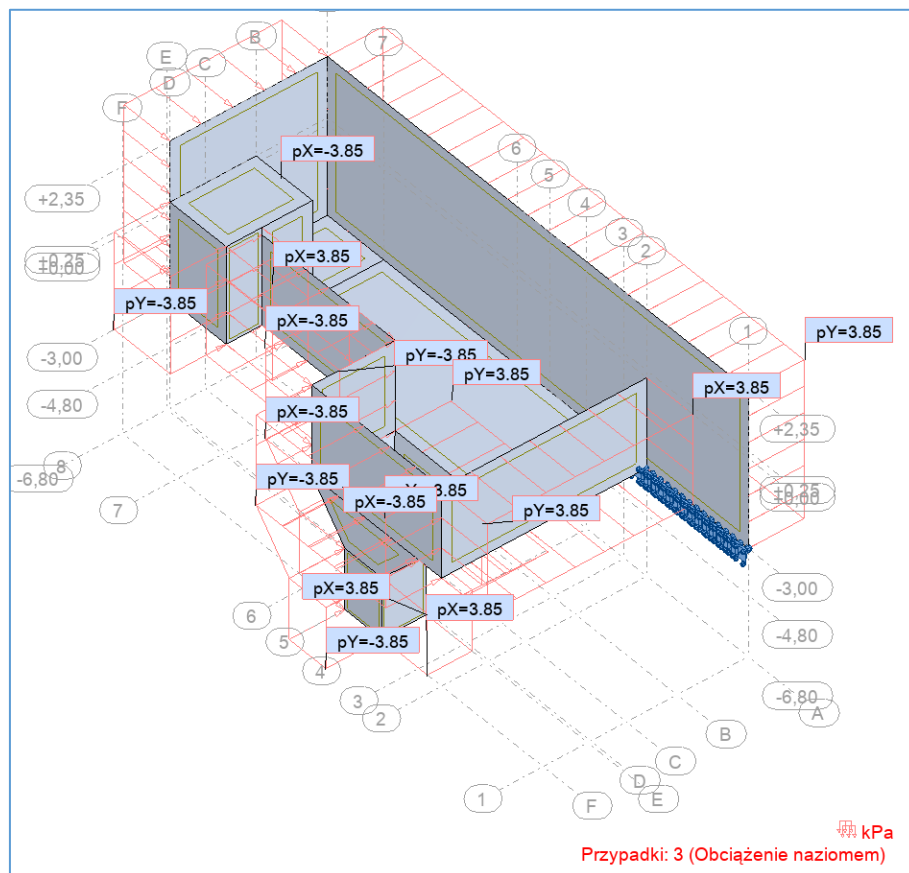 7
B
E
C
D
F
pX=-3.85
6
5
+2,35
4
3
2
pX=3.85
+0,25
±0,00
pY=-3.85
pX=-3.85
1
pY=3.85
-3,00
pY=-3.85
pY=3.85
pX=3.85
-4,80
pX=-3.85
+2,35
-6,80
8
7
pY=-3.85
pX=-3.85
3.85
+0,25
pY=3.85
pX=3.85
-3,00
pX=3.85
6
5
pY=-3.85
-4,80
4
3
2
-6,80
A
B
C
D
E
1
F
kPa
Przypadki: 3 (Obciążenie naziomem)